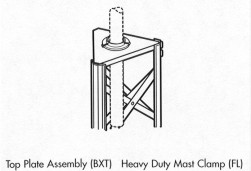 Top Plate Assembly (BXT)   Heavy Duty Mast Clamp (FL)